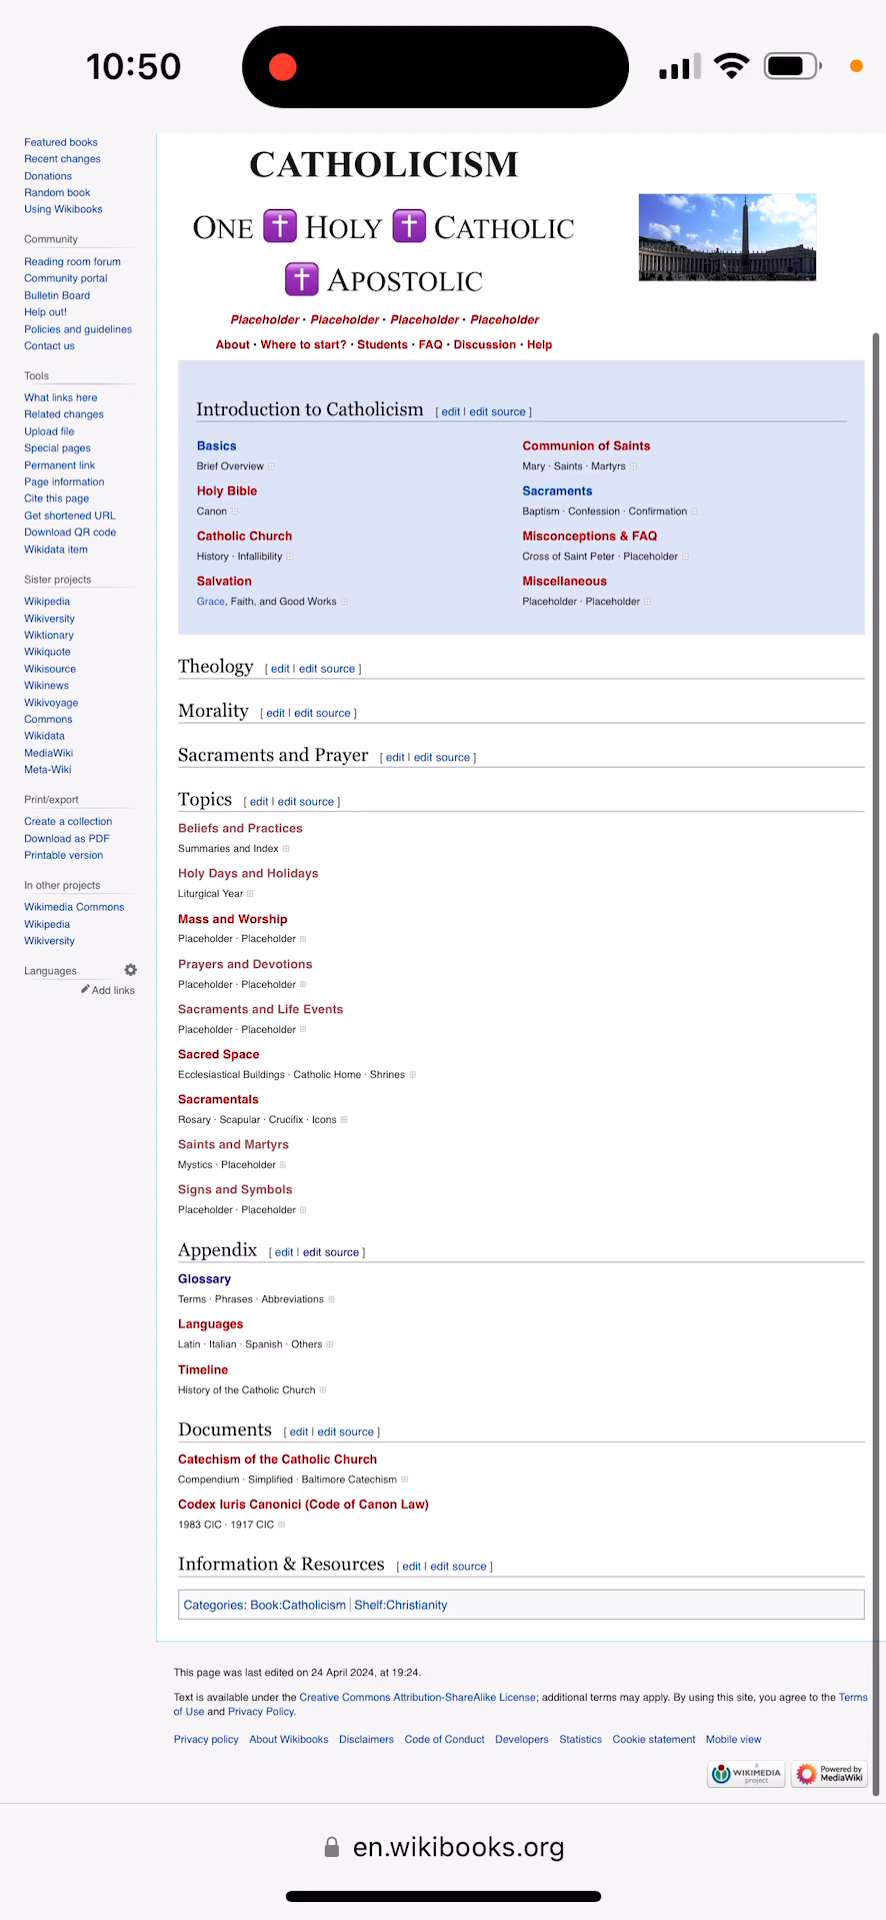 10:50
Featured books
Recent changes
Donations
Random book
Using Wikibooks
Community
Reading room forum
Community portal
Bulletin Board
Help out!
Policies and guidelines
Contact us
Tools
What links here
Related changes
Upload file
Special pages
Permanent link
Page information
Cite this page
Get shortened URL
Download QR code
Wikidata item
Sister projects
Wikipedia
Wikiversity
Wiktionary
Wikiquote
Wikisource
Wikinews
Wikivoyage
Commons
Wikidata
MediaWiki
Meta-Wiki
Print/export
Create a collection
Download as PDF
Printable version
In other projects
Wikimedia Commons
Wikipedia
Wikiversity
Languages
Add links
CATHOLICISM
ONE ✝️ HOLY ✝️ CATHOLIC
✝️ APOSTOLIC
Placeholder · Placeholder · Placeholder · Placeholder
About · Where to start? · Students · FAQ · Discussion · Help
Introduction to Catholicism [ edit | edit source ]
Basics
Brief Overview
Holy Bible
Canon
Catholic Church
History · Infallibility
Salvation
Grace, Faith, and Good Works
Communion of Saints
Mary · Saints · Martyrs
Sacraments
Baptism · Confession · Confirmation
Misconceptions & FAQ
Cross of Saint Peter · Placeholder
Miscellaneous
Placeholder · Placeholder
Theology [ edit | edit source ]
Morality [ edit | edit source ]
Sacraments and Prayer [ edit | edit source ]
Topics [ edit | edit source ]
Beliefs and Practices
Summaries and Index
Holy Days and Holidays
Liturgical Year
Mass and Worship
Placeholder · Placeholder
Prayers and Devotions
Placeholder · Placeholder
Sacraments and Life Events
Placeholder · Placeholder
Sacred Space
Ecclesiastical Buildings · Catholic Home · Shrines
Sacramentals
Rosary · Scapular · Crucifix · Icons
Saints and Martyrs
Mystics · Placeholder
Signs and Symbols
Placeholder · Placeholder
Appendix [ edit | edit source ]
Glossary
Terms · Phrases · Abbreviations
Languages
Latin · Italian · Spanish · Others
Timeline
History of the Catholic Church
Documents [ edit | edit source ]
Catechism of the Catholic Church
Compendium · Simplified · Baltimore Catechism
Codex Iuris Canonici (Code of Canon Law)
1983 CIC · 1917 CIC
Information & Resources [ edit | edit source ]
Categories: Book:Catholicism | Shelf:Christianity
This page was last edited on 24 April 2024, at 19:24.
Text is available under the Creative Commons Attribution-ShareAlike License; additional terms may apply. By using this site, you agree to the Terms
of Use and Privacy Policy.
Privacy policy About Wikibooks Disclaimers Code of Conduct Developers Statistics Cookie statement Mobile view
a
WIKIMEDIA
project
Powered by
MediaWiki
en.wikibooks.org